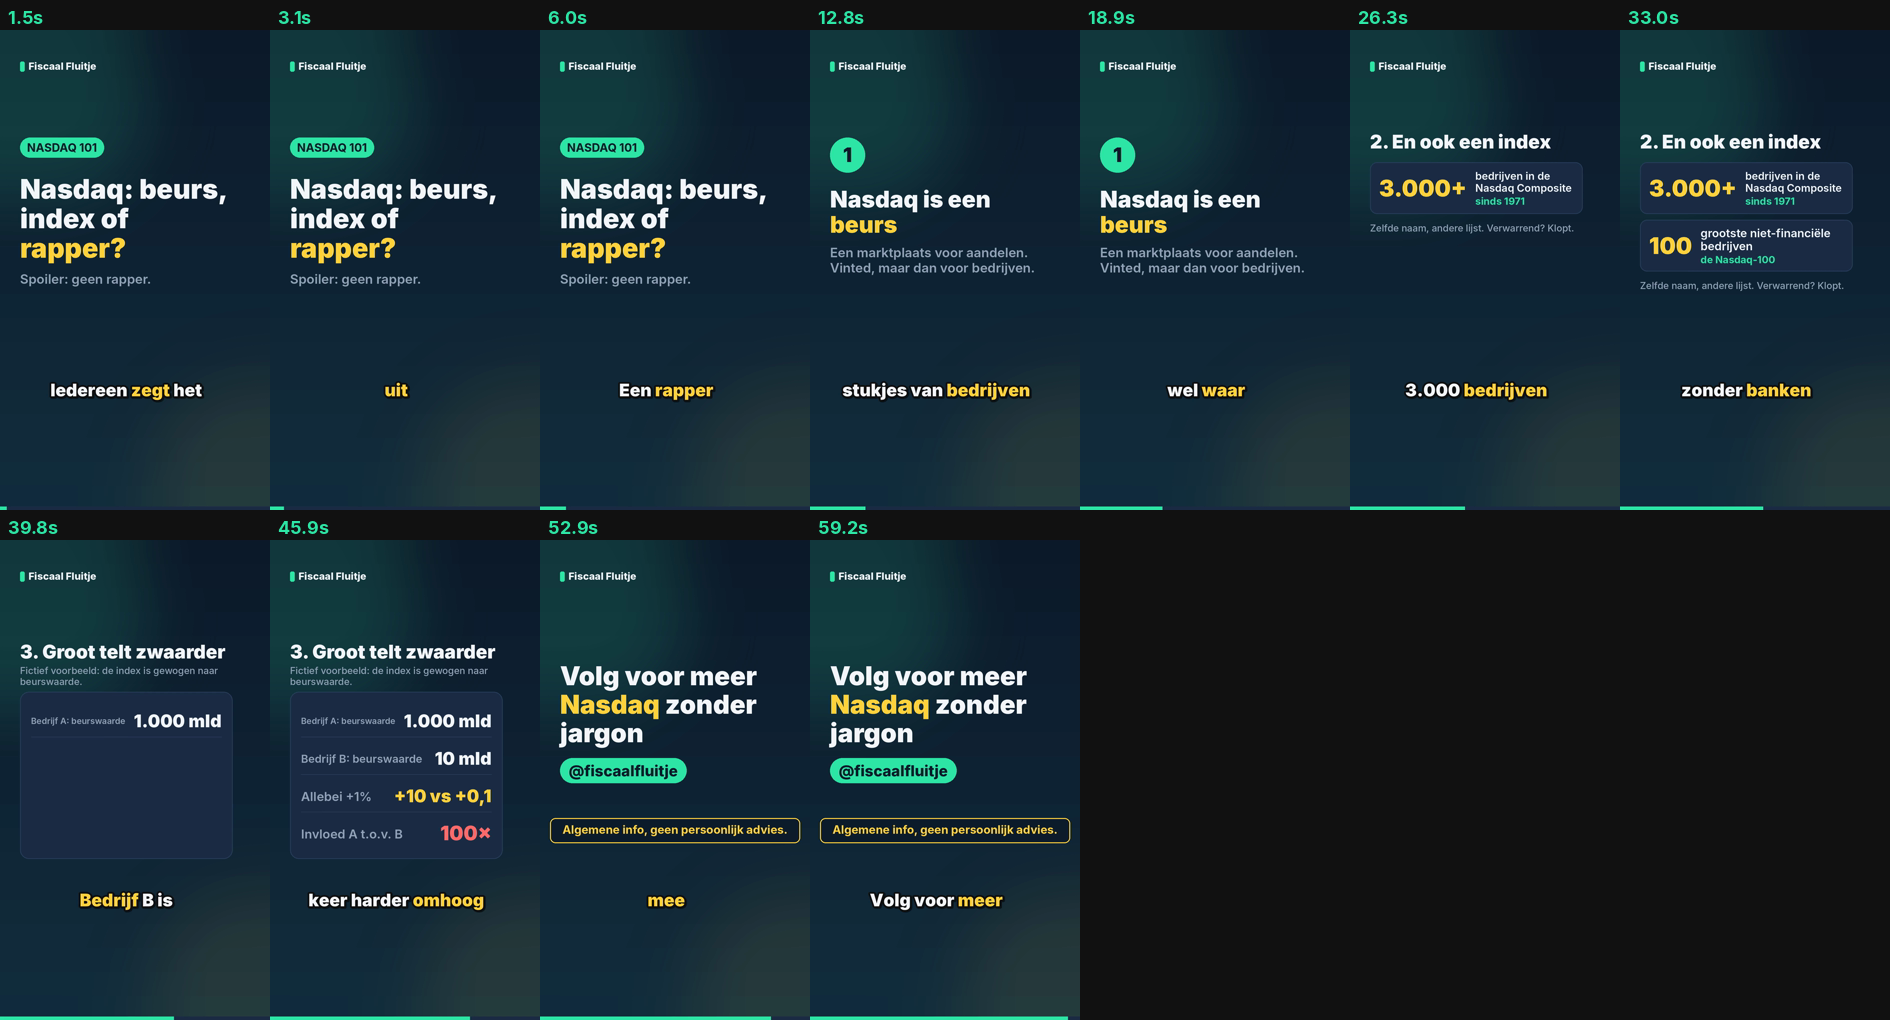 1.5s
Fiscaal Fluitje
NASDAQ 101
Nasdaq: beurs,
index of
rapper?
Spoiler: geen rapper.
Iedereen zegt het
3.1s
Fiscaal Fluitje
NASDAQ 101
Nasdaq: beurs,
index of
rapper?
Spoiler: geen rapper.
uit
6.0s
Fiscaal Fluitje
NASDAQ 101
Nasdaq: beurs,
index of
rapper?
Spoiler: geen rapper.
Een rapper
12.8s
Fiscaal Fluitje
1
Nasdaq is een
beurs
Een marktplaats voor aandelen.
Vinted, maar dan voor bedrijven.
stukjes van bedrijven
18.9s
Fiscaal Fluitje
1
Nasdaq is een
beurs
Een marktplaats voor aandelen.
Vinted, maar dan voor bedrijven.
wel waar
26.3s
Fiscaal Fluitje
2. En ook een index
3.000+
bedrijven in de
Nasdaq Composite
sinds 1971
Zelfde naam, andere lijst. Verwarrend? Klopt.
3.000 bedrijven
33.0s
Fiscaal Fluitje
2. En ook een index
3.000+
bedrijven in de
Nasdaq Composite
sinds 1971
100
grootste niet-financiële
bedrijven
de Nasdaq-100
Zelfde naam, andere lijst. Verwarrend? Klopt.
zonder banken
39.8s
Fiscaal Fluitje
3. Groot telt zwaarder
Fictief voorbeeld: de index is gewogen naar
beurswaarde.
Bedrijf A: beurswaarde 1.000 mld
Bedrijf B is
45.9s
Fiscaal Fluitje
3. Groot telt zwaarder
Fictief voorbeeld: de index is gewogen naar
beurswaarde.
Bedrijf A: beurswaarde 1.000 mld
Bedrijf B: beurswaarde 10 mld
Allebei +1% +10 vs +0,1
Invloed A t.o.v. B 100×
keer harder omhoog
52.9s
Fiscaal Fluitje
Volg voor meer
Nasdaq zonder
jargon
@fiscaalfluitje
Algemene info, geen persoonlijk advies.
mee
59.2s
Fiscaal Fluitje
Volg voor meer
Nasdaq zonder
jargon
@fiscaalfluitje
Algemene info, geen persoonlijk advies.
Volg voor meer